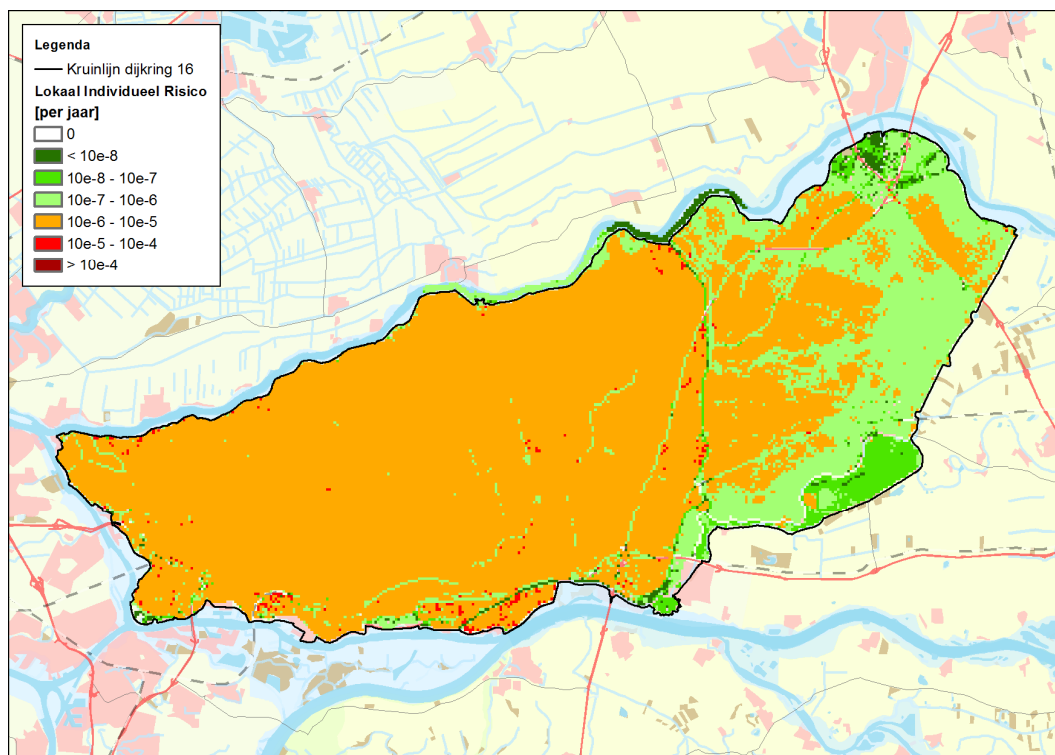 Legenda
Kruinlijn dijkring 16
Lokaal Individueel Risico
[per jaar]
0
< 10e-8
10e-8 - 10e-7
10e-7 - 10e-6
10e-6 - 10e-5
10e-5 - 10e-4
> 10e-4